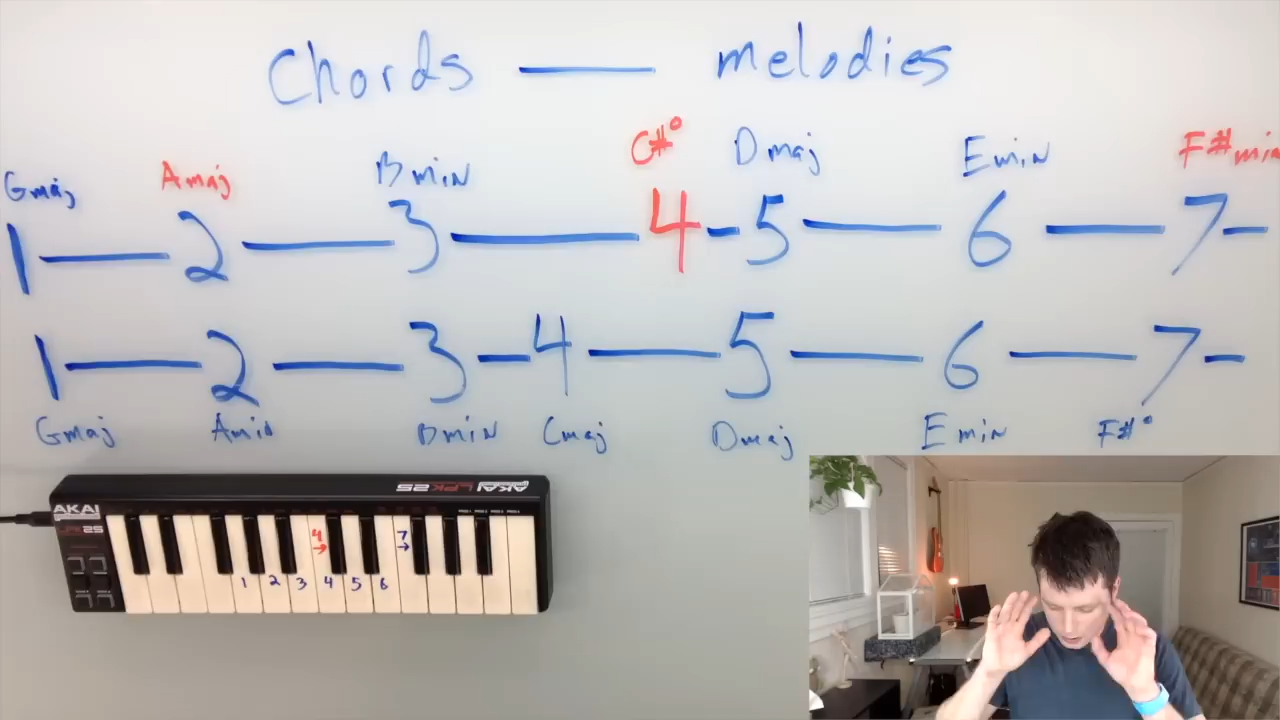 Chords — melodies
Gmaj Amaj Bmin C#° Dmaj Emin F#min
1 — 2 — 3 — 4 - 5 — 6 — 7 -
1 — 2 — 3 - 4 — 5 — 6 — 7 -
Gmaj Amin Bmin Cmaj Dmaj Emin F#°
AKAI LPK25
AKAI
LPK25
4 → 7 →
1 2 3 4 5 6